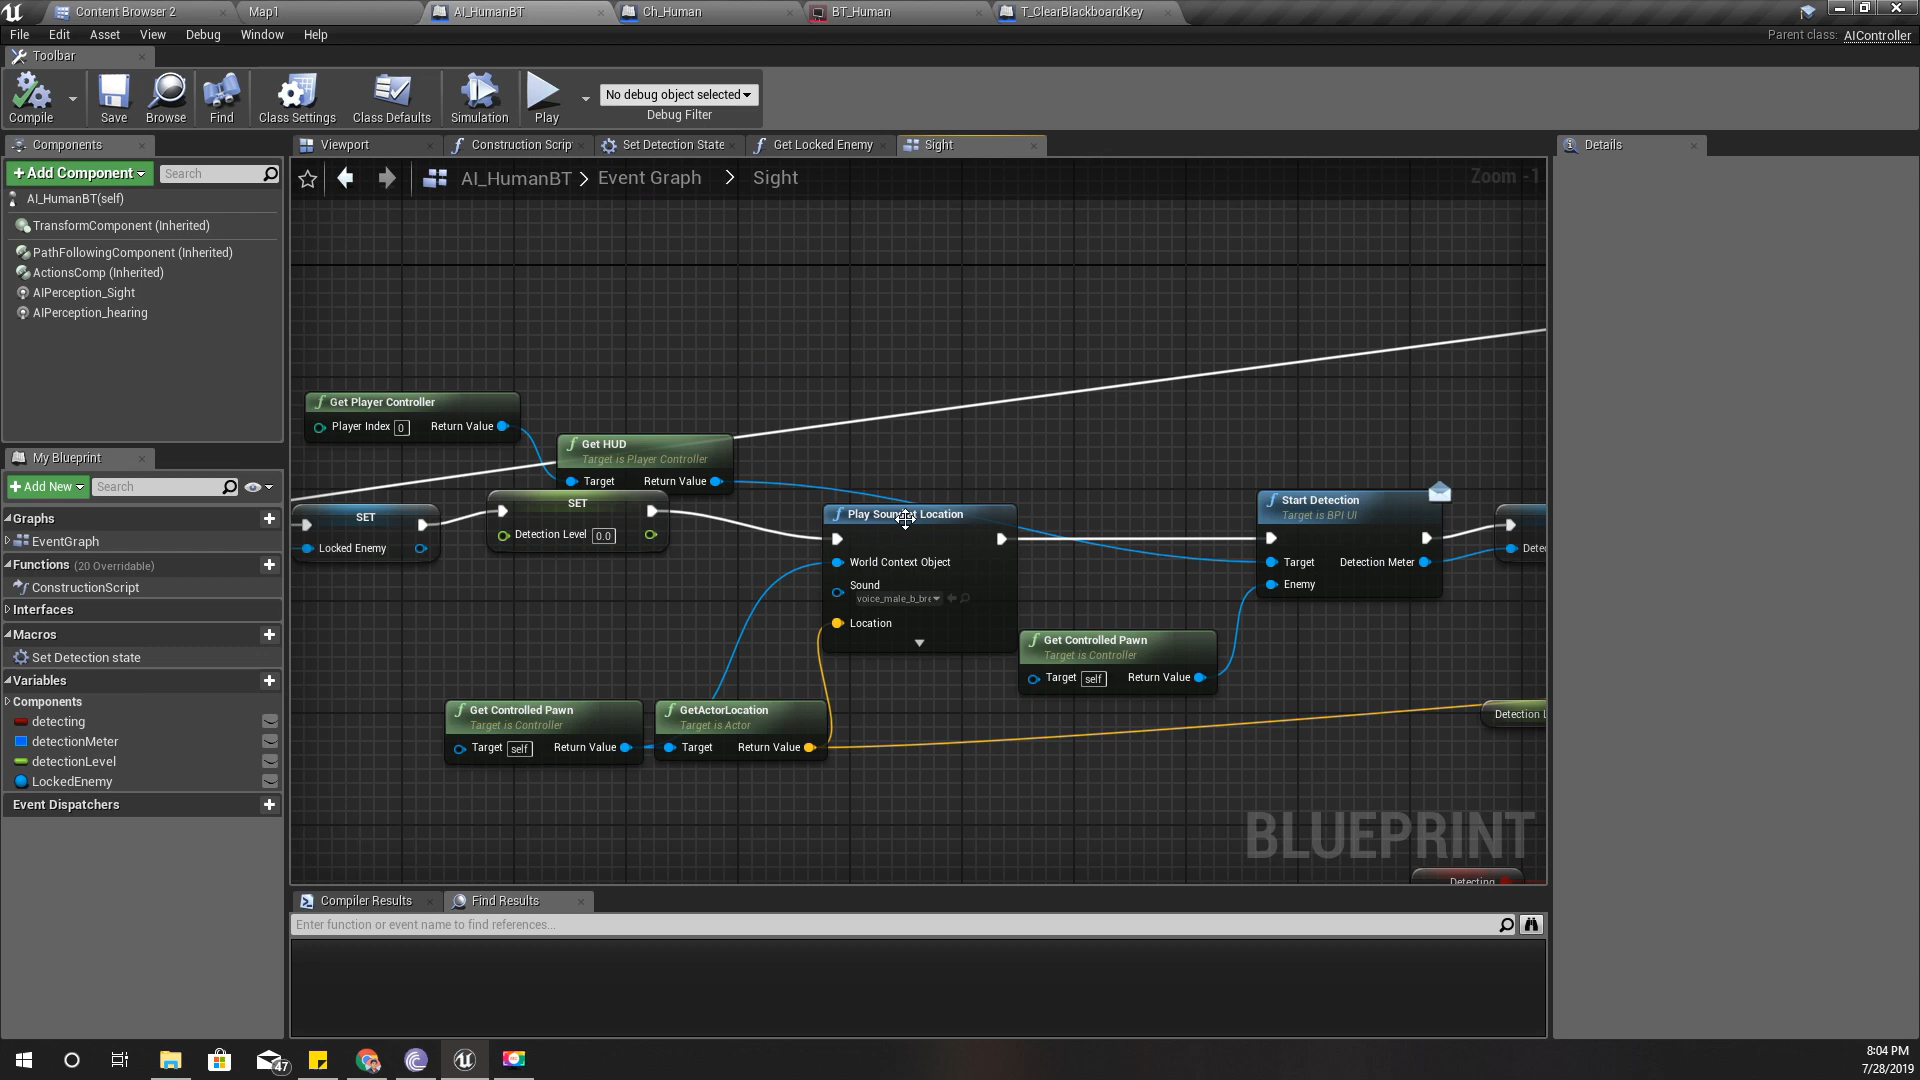 Content Browser 2
Map1
AI_HumanBT
Ch_Human
BT_Human
T_ClearBlackboardKey
File Edit Asset View Debug Window Help
Parent class: AIController
Toolbar
Compile
Save
Browse
Find
Class Settings
Class Defaults
Simulation
Play
No debug object selected
Debug Filter
Components
+Add Component
Search
AI_HumanBT(self)
TransformComponent (Inherited)
PathFollowingComponent (Inherited)
ActionsComp (Inherited)
AIPerception_Sight
AIPerception_hearing
My Blueprint
+Add New
Search
Graphs
EventGraph
Functions (20 Overridable)
ConstructionScript
Interfaces
Macros
Set Detection state
Variables
Components
detecting
detectionMeter
detectionLevel
LockedEnemy
Event Dispatchers
Viewport
Construction Scrip
Set Detection State
Get Locked Enemy
Sight
AI_HumanBT > Event Graph > Sight
Zoom -1
Get Player Controller
Player Index 0 Return Value
Get HUD
Target is Player Controller
Target Return Value
SET
Locked Enemy
SET
Detection Level 0.0
Play Sound Location
World Context Object
Sound
voice_male_b_bre
Location
Start Detection
Target is BPI UI
Target Detection Meter
Enemy
Detec
Get Controlled Pawn
Target is Controller
Target self Return Value
Get Controlled Pawn
Target is Controller
Target self Return Value
GetActorLocation
Target is Actor
Target Return Value
Detection L
Detecting
BLUEPRINT
Details
Compiler Results
Find Results
Enter function or event name to find references...
47
8:04 PM
7/28/2019